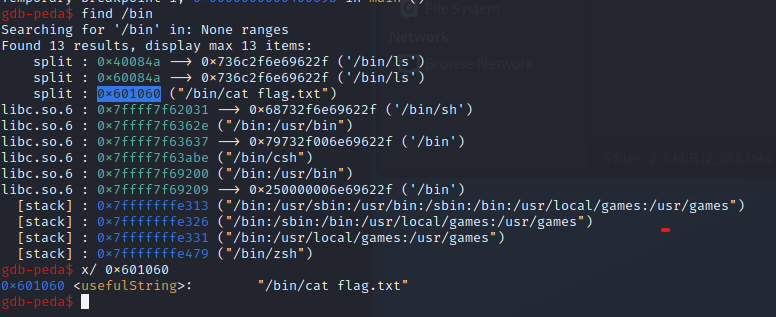 gdb-peda$ find /bin
Searching for '/bin' in: None ranges
Found 13 results, display max 13 items:
split : 0x40084a --> 0x736c2f6e69622f ('/bin/ls')
split : 0x60084a --> 0x736c2f6e69622f ('/bin/ls')
split : 0x601060 ("/bin/cat flag.txt")
libc.so.6 : 0x7ffff7f62031 --> 0x68732f6e69622f ('/bin/sh')
libc.so.6 : 0x7ffff7f6362e ("/bin:/usr/bin")
libc.so.6 : 0x7ffff7f63637 --> 0x79732f006e69622f ('/bin')
libc.so.6 : 0x7ffff7f63abe ("/bin/csh")
libc.so.6 : 0x7ffff7f69200 ("/bin:/usr/bin")
libc.so.6 : 0x7ffff7f69209 --> 0x250000006e69622f ('/bin')
[stack] : 0x7fffffffe313 ("/bin:/usr/sbin:/usr/bin:/sbin:/bin:/usr/local/games:/usr/games")
[stack] : 0x7fffffffe326 ("/bin:/sbin:/bin:/usr/local/games:/usr/games")
[stack] : 0x7fffffffe331 ("/bin:/usr/local/games:/usr/games")
[stack] : 0x7fffffffe479 ("/bin/zsh")
gdb-peda$ x/ 0x601060
0x601060 <usefulString>: "/bin/cat flag.txt"
gdb-peda$
File System
Network
Browse Network